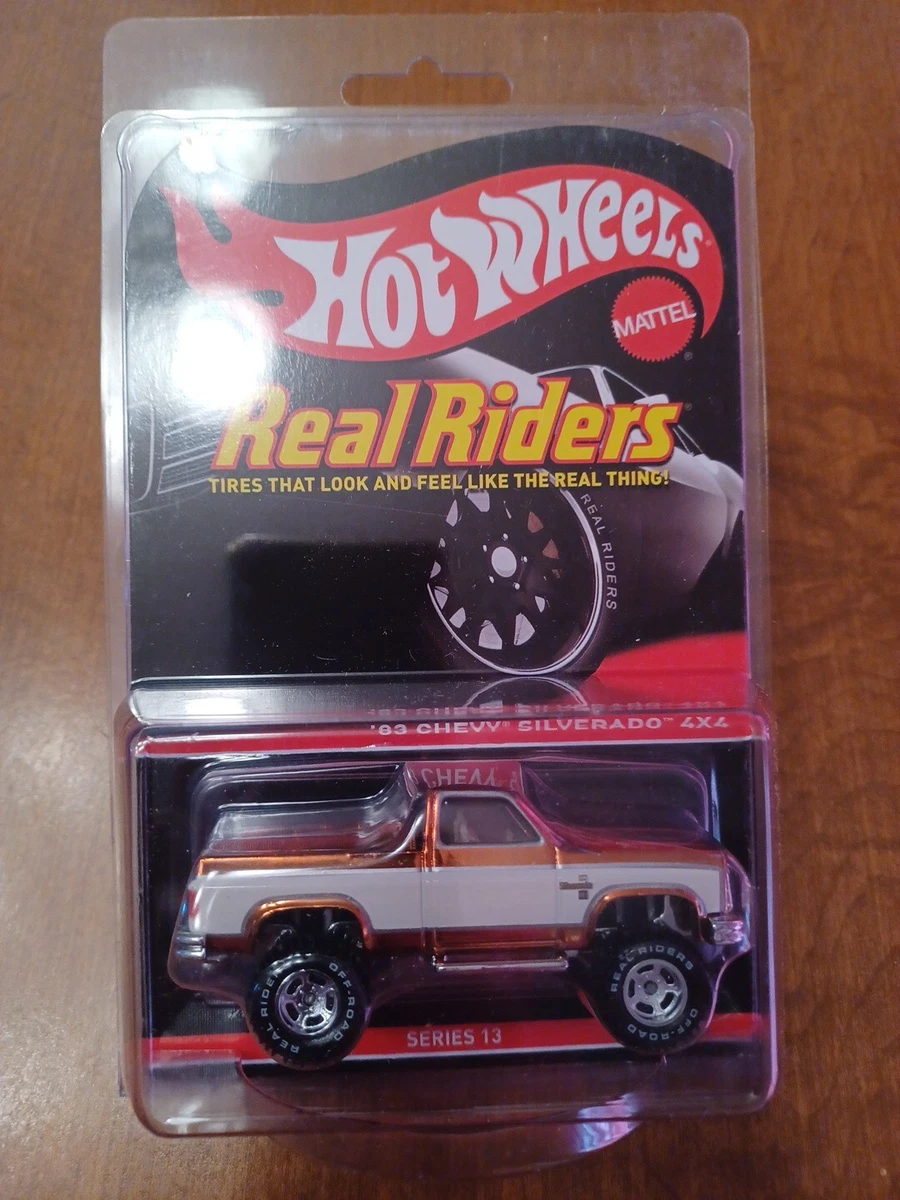 HOT WHEELS®
MATTEL®
Real Riders®
TIRES THAT LOOK AND FEEL LIKE THE REAL THING!
REAL RIDERS
'83 CHEVY® SILVERADO™ 4X4
CHEVY
REAL RIDERS OFF-ROAD
REAL RIDERS OFF-ROAD
SERIES 13